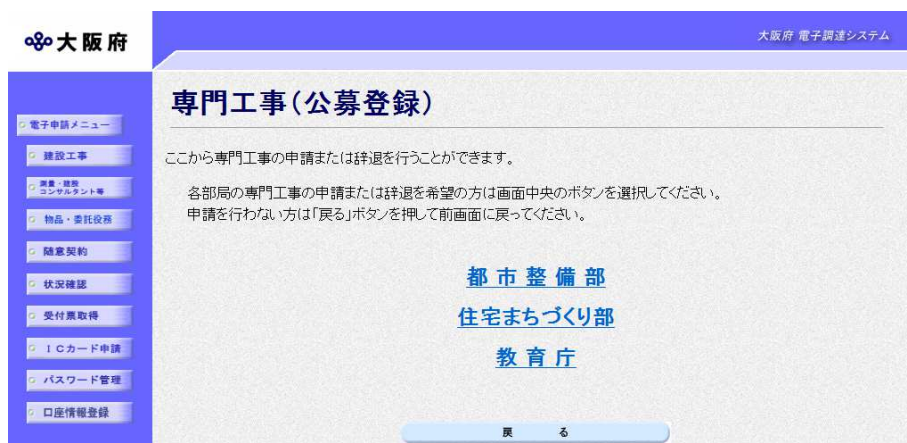 大阪府
大阪府 電子調達システム
専門工事(公募登録)
電子申請メニュー
建設工事
測量・建設
コンサルタント等
物品・委託役務
随意契約
状況確認
受付票取得
ICカード申請
パスワード管理
口座情報登録
ここから専門工事の申請または辞退を行うことができます。
各部局の専門工事の申請または辞退を希望の方は画面中央のボタンを選択してください。
申請を行わない方は「戻る」ボタンを押して前画面に戻ってください。
都市整備部
住宅まちづくり部
教育庁
戻る